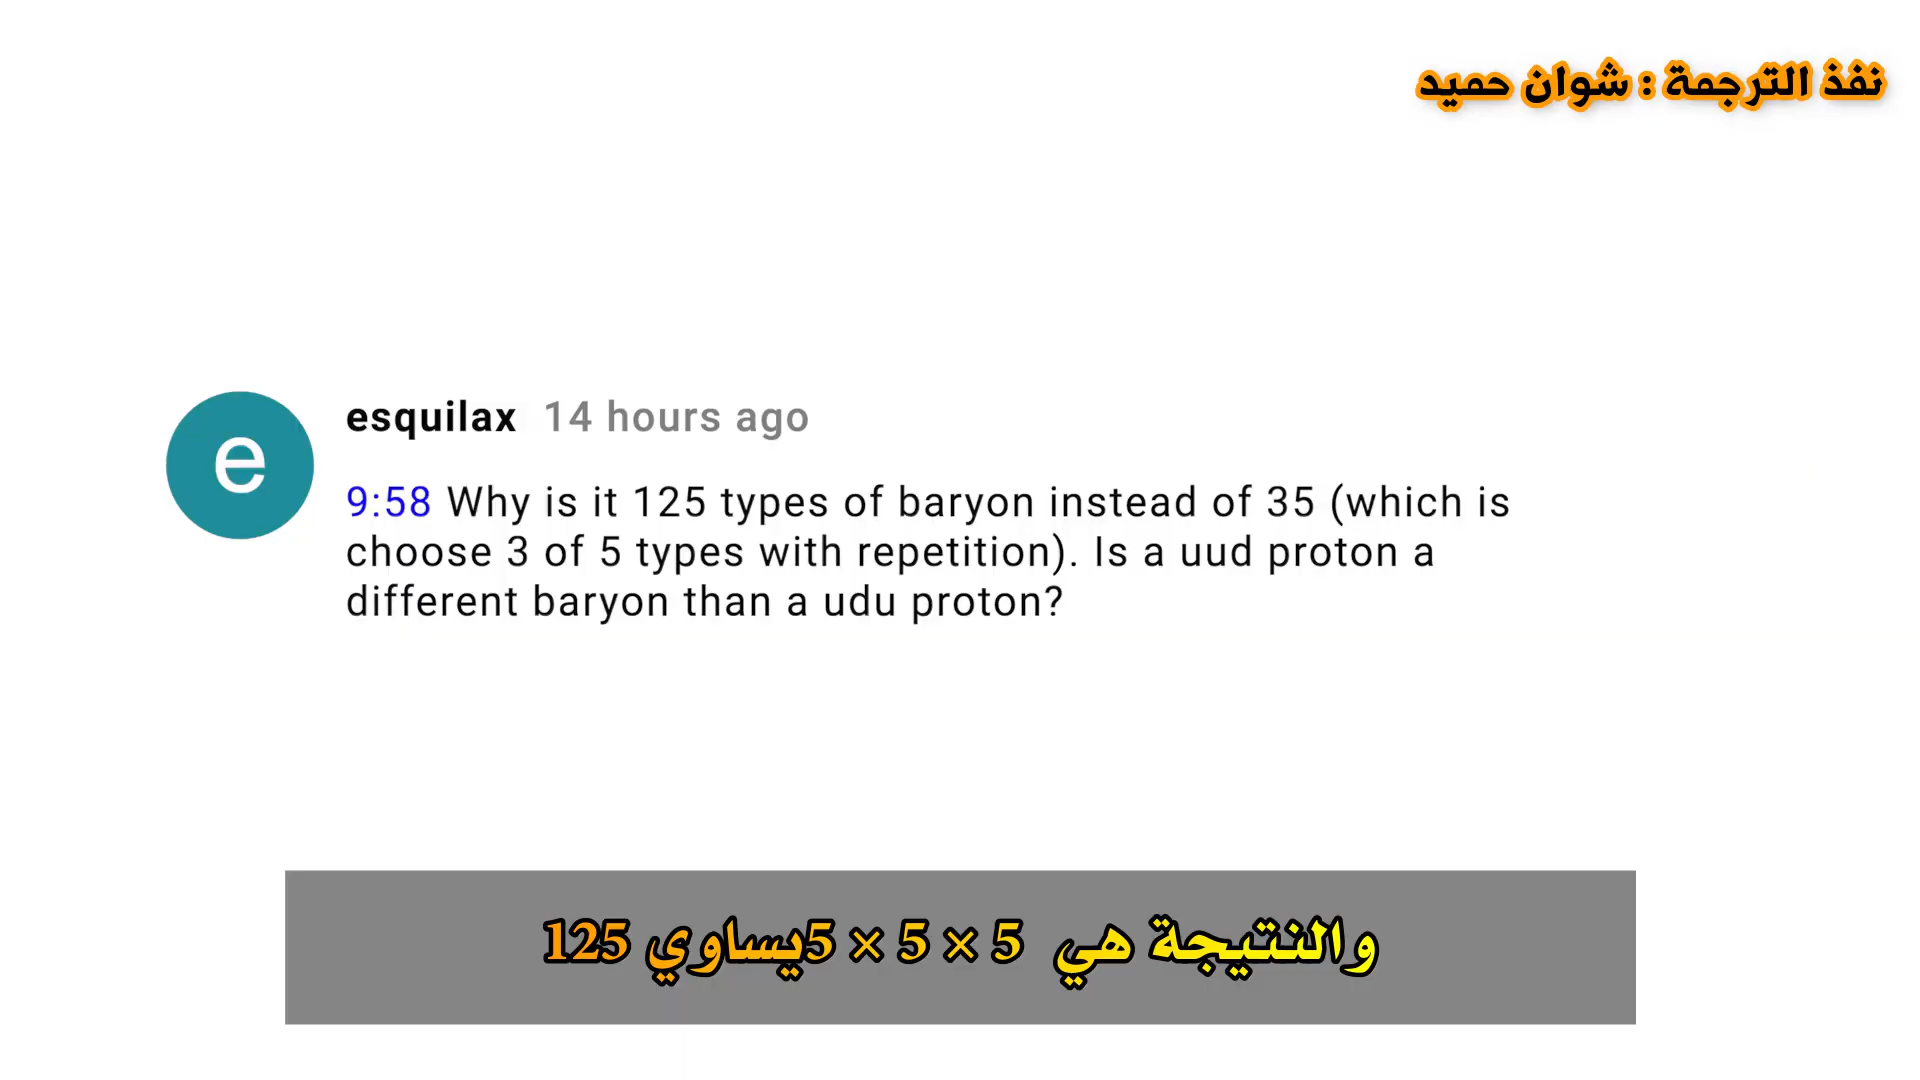 نفذ الترجمة : شوان حميد
esquilax 14 hours ago
9:58 Why is it 125 types of baryon instead of 35 (which is
choose 3 of 5 types with repetition). Is a uud proton a
different baryon than a udu proton?
e
والنتيجة هي 5 × 5 × 5يساوي 125